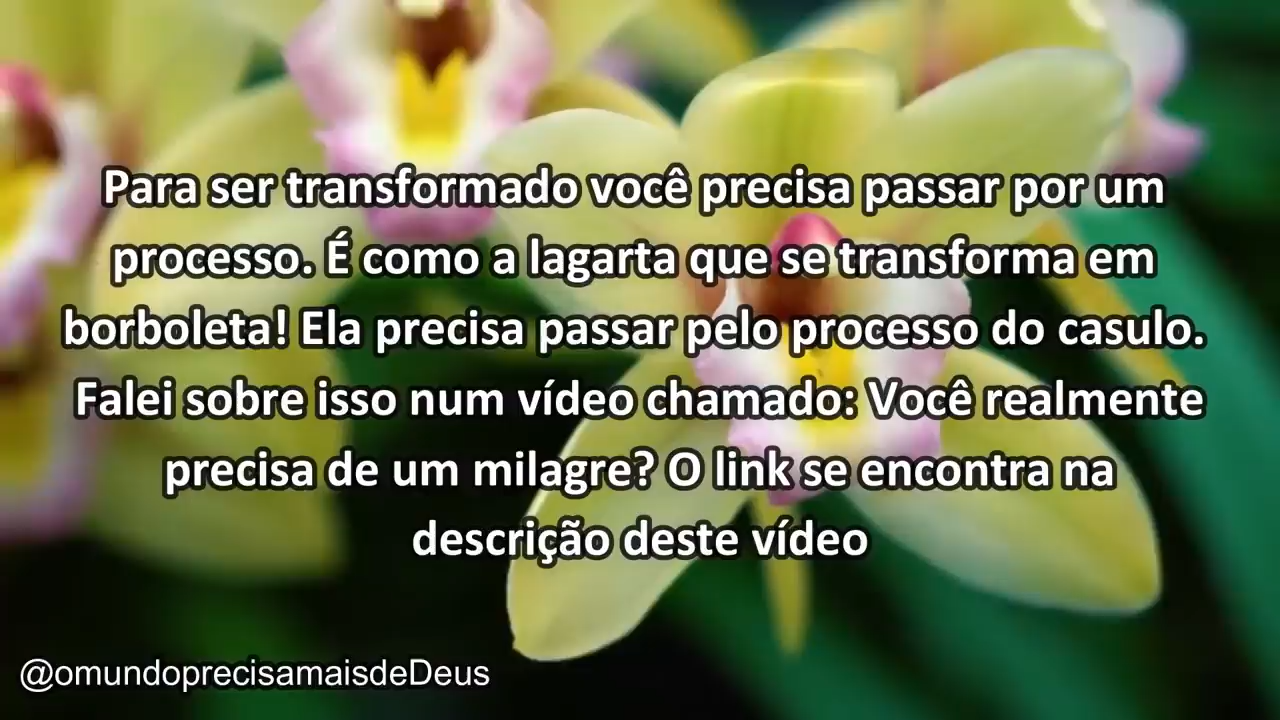 Para ser transformado você precisa passar por um
processo. É como a lagarta que se transforma em
borboleta! Ela precisa passar pelo processo do casulo.
Falei sobre isso num vídeo chamado: Você realmente
precisa de um milagre? O link se encontra na
descrição deste vídeo
@omundoprecisamaisdeDeus